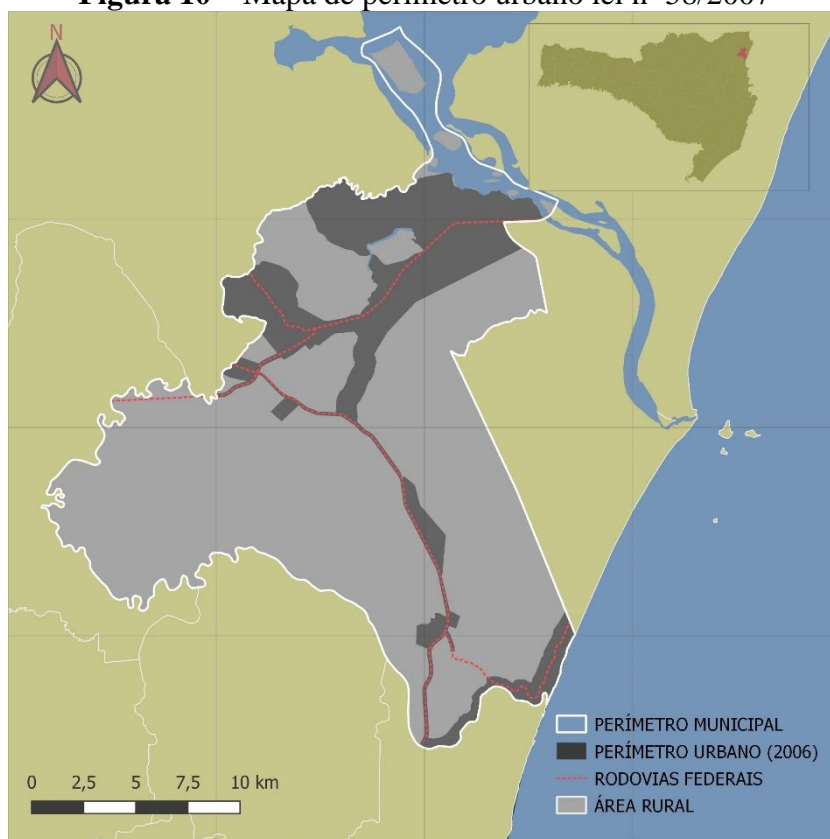 Figura 10 – Mapa de perímetro urbano lei nº 38/2007
N
PERÍMETRO MUNICIPAL
PERÍMETRO URBANO (2006)
RODOVIAS FEDERAIS
ÁREA RURAL
0 2,5 5 7,5 10 km